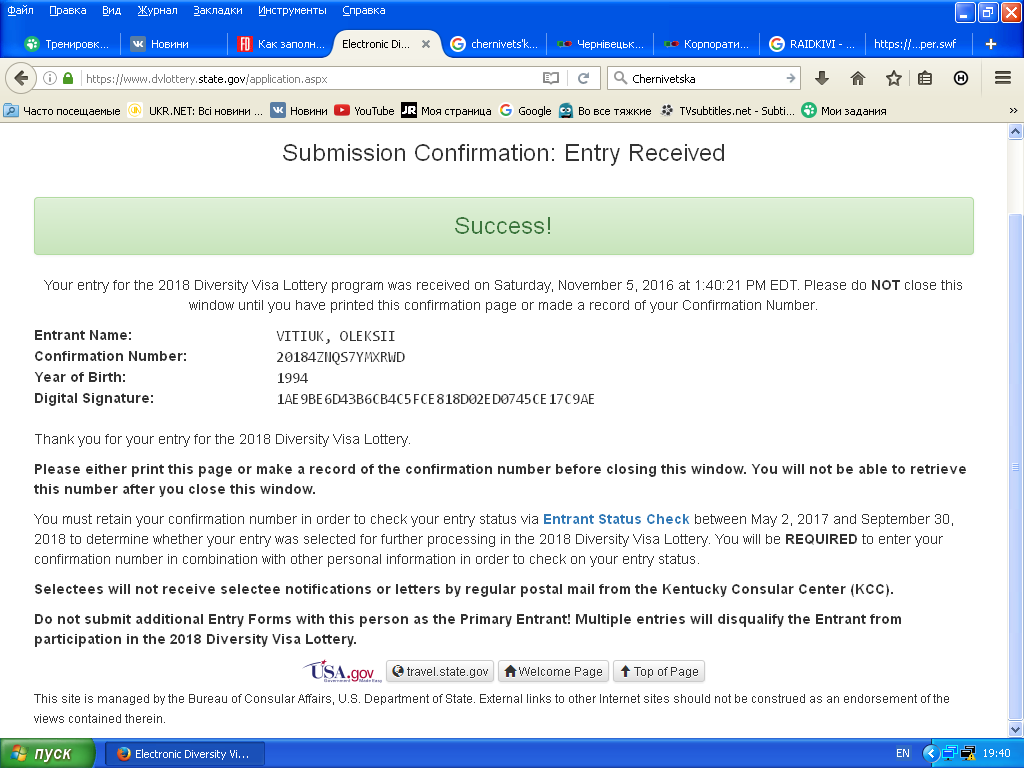 Файл Правка Вид Журнал Закладки Инструменты Справка
Тренировк... Новини Как заполн... Electronic Di... chernivets'k... Чернівецьк... Корпорати... RAIDKIVI - ... https://...per.swf
https://www.dvlottery.state.gov/application.aspx Chernivetska
Часто посещаемые UKR.NET: Всі новини ... Новини YouTube Моя страница Google Во все тяжкие TVsubtitles.net - Subti... Мои задания
Submission Confirmation: Entry Received
Success!
Your entry for the 2018 Diversity Visa Lottery program was received on Saturday, November 5, 2016 at 1:40:21 PM EDT. Please do NOT close this
window until you have printed this confirmation page or made a record of your Confirmation Number.
Entrant Name: VITIUK, OLEKSII
Confirmation Number: 20184ZNQS7YMXRWD
Year of Birth: 1994
Digital Signature: 1AE9BE6D43B6CB4C5FCE818D02ED0745CE17C9AE
Thank you for your entry for the 2018 Diversity Visa Lottery.
Please either print this page or make a record of the confirmation number before closing this window. You will not be able to retrieve
this number after you close this window.
You must retain your confirmation number in order to check your entry status via Entrant Status Check between May 2, 2017 and September 30,
2018 to determine whether your entry was selected for further processing in the 2018 Diversity Visa Lottery. You will be REQUIRED to enter your
confirmation number in combination with other personal information in order to check on your entry status.
Selectees will not receive selectee notifications or letters by regular postal mail from the Kentucky Consular Center (KCC).
Do not submit additional Entry Forms with this person as the Primary Entrant! Multiple entries will disqualify the Entrant from
participation in the 2018 Diversity Visa Lottery.
USA.gov travel.state.gov Welcome Page Top of Page
Government Made Easy
This site is managed by the Bureau of Consular Affairs, U.S. Department of State. External links to other Internet sites should not be construed as an endorsement of the
views contained therein.
пуск Electronic Diversity Vi... EN 19:40